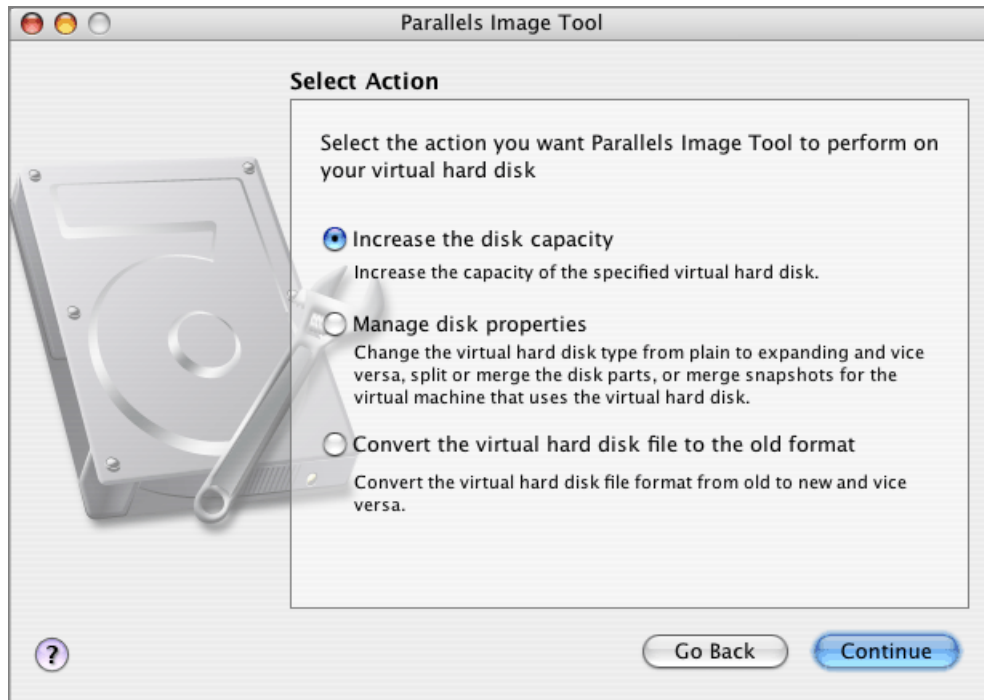 Parallels Image Tool
Select Action
Select the action you want Parallels Image Tool to perform on
your virtual hard disk
Increase the disk capacity
Increase the capacity of the specified virtual hard disk.
Manage disk properties
Change the virtual hard disk type from plain to expanding and vice
versa, split or merge the disk parts, or merge snapshots for the
virtual machine that uses the virtual hard disk.
Convert the virtual hard disk file to the old format
Convert the virtual hard disk file format from old to new and vice
versa.
?
Go Back
Continue